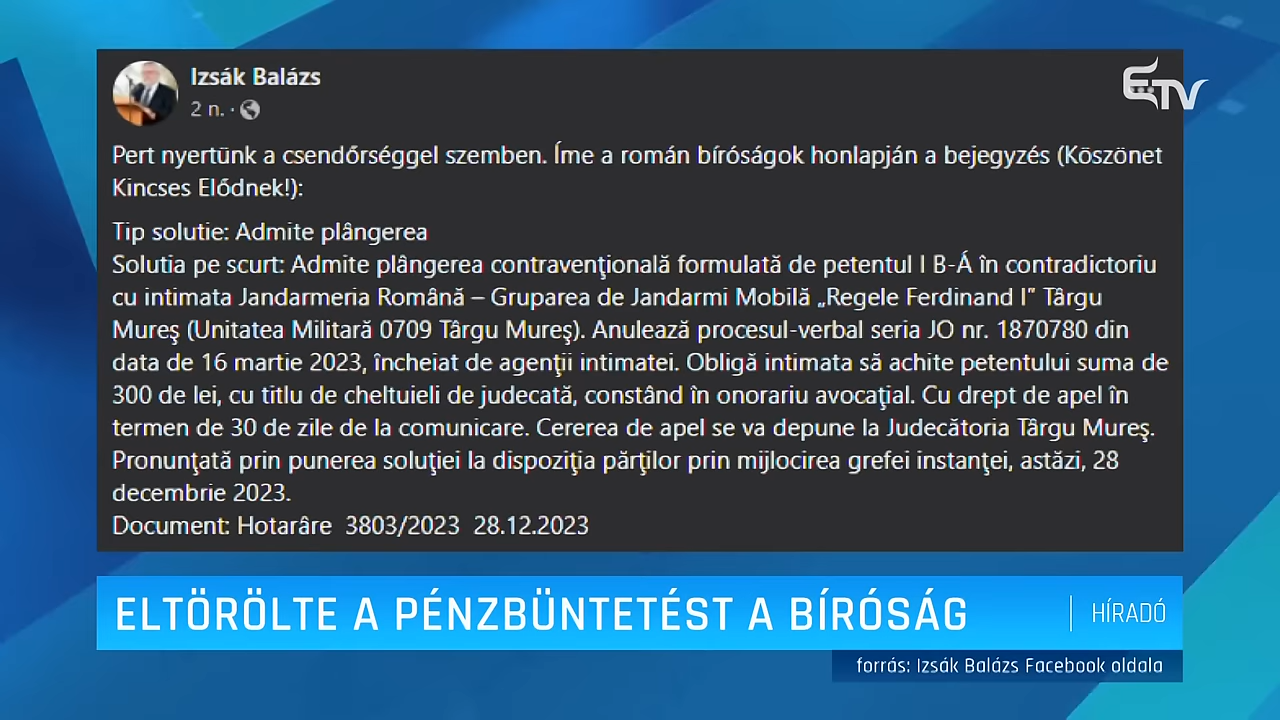 Izsák Balázs
2 n. ·
ETV
Pert nyertünk a csendőrséggel szemben. Íme a román bíróságok honlapján a bejegyzés (Köszönet
Kincses Elődnek!):
Tip solutie: Admite plângerea
Solutia pe scurt: Admite plângerea contravenţională formulată de petentul I B-Á în contradictoriu
cu intimata Jandarmeria Română – Gruparea de Jandarmi Mobilă „Regele Ferdinand I” Târgu
Mureş (Unitatea Militară 0709 Târgu Mureş). Anulează procesul-verbal seria JO nr. 1870780 din
data de 16 martie 2023, încheiat de agenţii intimatei. Obligă intimata să achite petentului suma de
300 de lei, cu titlu de cheltuieli de judecată, constând în onorariu avocaţial. Cu drept de apel în
termen de 30 de zile de la comunicare. Cererea de apel se va depune la Judecătoria Târgu Mureş.
Pronunţată prin punerea soluţiei la dispoziţia părţilor prin mijlocirea grefei instanţei, astăzi, 28
decembrie 2023.
Document: Hotarâre 3803/2023 28.12.2023
ELTÖRÖLTE A PÉNZBÜNTETÉST A BÍRÓSÁG
HÍRADÓ
forrás: Izsák Balázs Facebook oldala